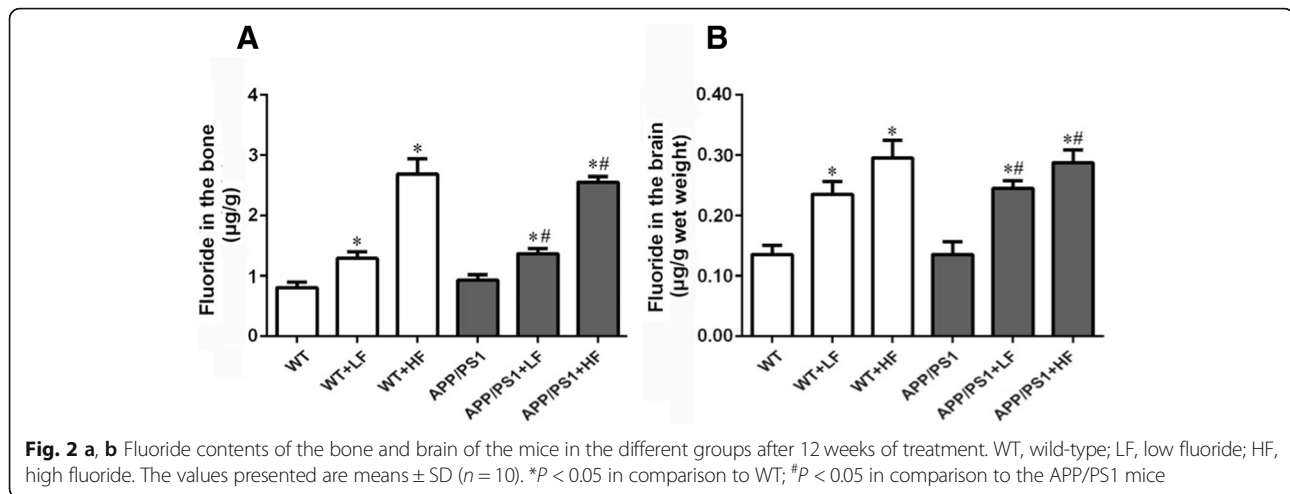 A
Fluoride in the bone
(µg/g)
4
3
2
1
0
*
*
*#
*#
WT
WT+LF
WT+HF
APP/PS1
APP/PS1+LF
APP/PS1+HF
B
Fluoride in the brain
(µg/g wet weight)
0.40
0.30
0.20
0.10
0.00
*
*
*#
*#
WT
WT+LF
WT+HF
APP/PS1
APP/PS1+LF
APP/PS1+HF
Fig. 2 a, b Fluoride contents of the bone and brain of the mice in the different groups after 12 weeks of treatment. WT, wild-type; LF, low fluoride; HF,
high fluoride. The values presented are means ± SD (n = 10). *P < 0.05 in comparison to WT; #P < 0.05 in comparison to the APP/PS1 mice